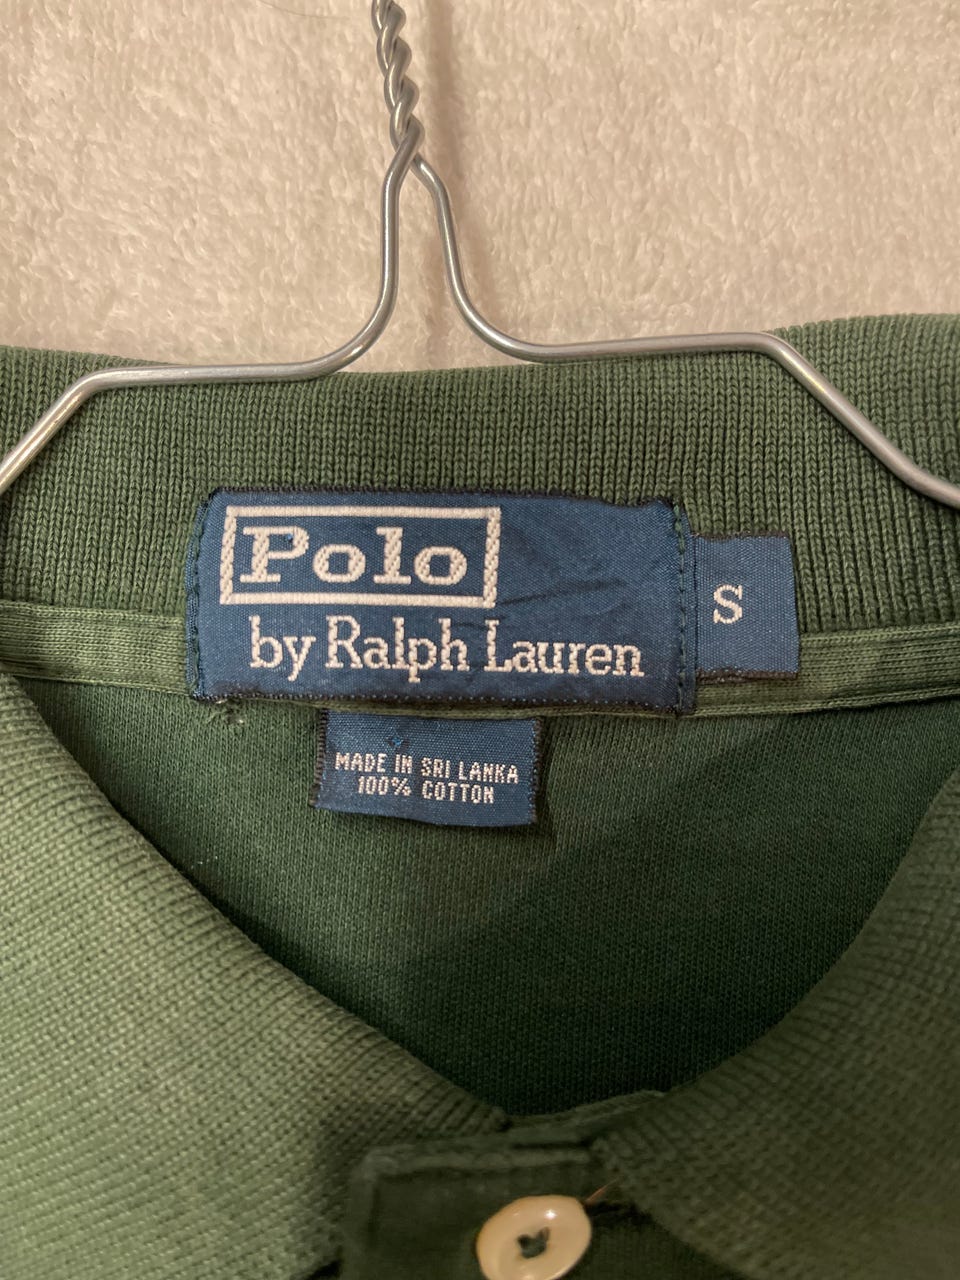 Polo
by Ralph Lauren
S
MADE IN SRI LANKA
100% COTTON